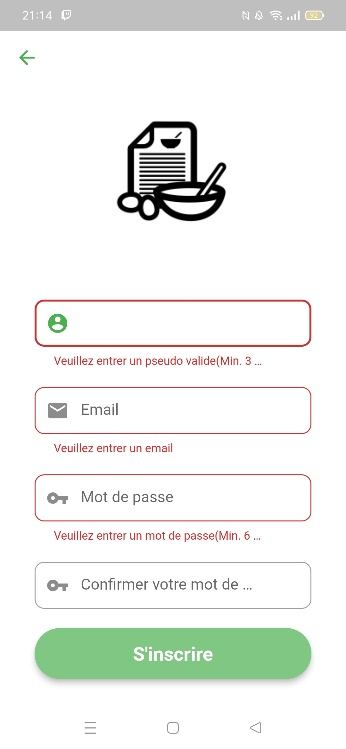 21:14
92
Veuillez entrer un pseudo valide(Min. 3 ...
Email
Veuillez entrer un email
Mot de passe
Veuillez entrer un mot de passe(Min. 6 ...
Confirmer votre mot de ...
S'inscrire